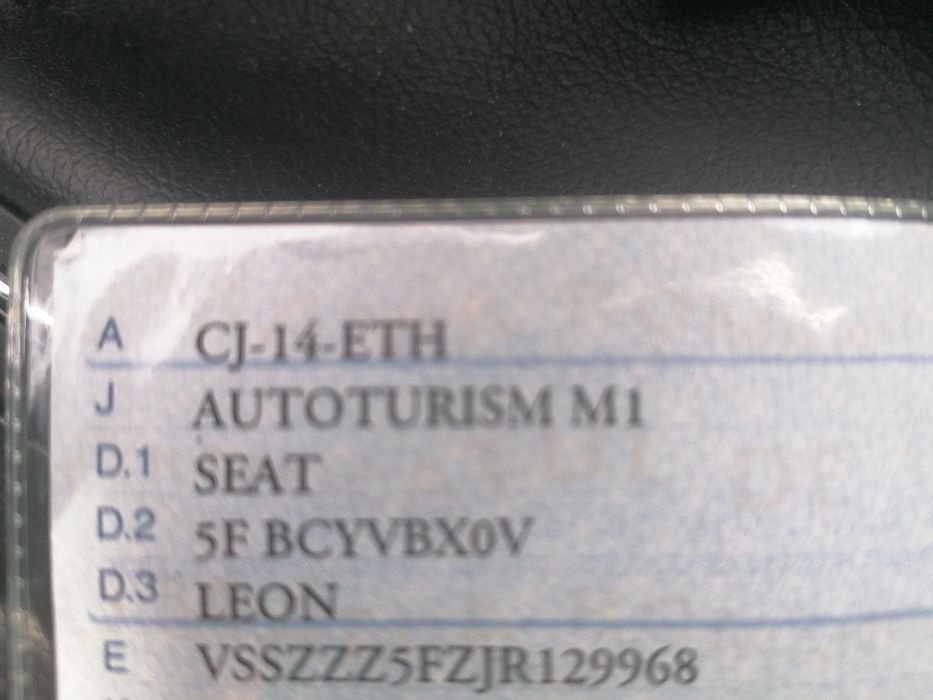 A CJ-14-ETH
J AUTOTURISM M1
D.1 SEAT
D.2 5F BCYVBX0V
D.3 LEON
E VSSZZZ5FZJR129968